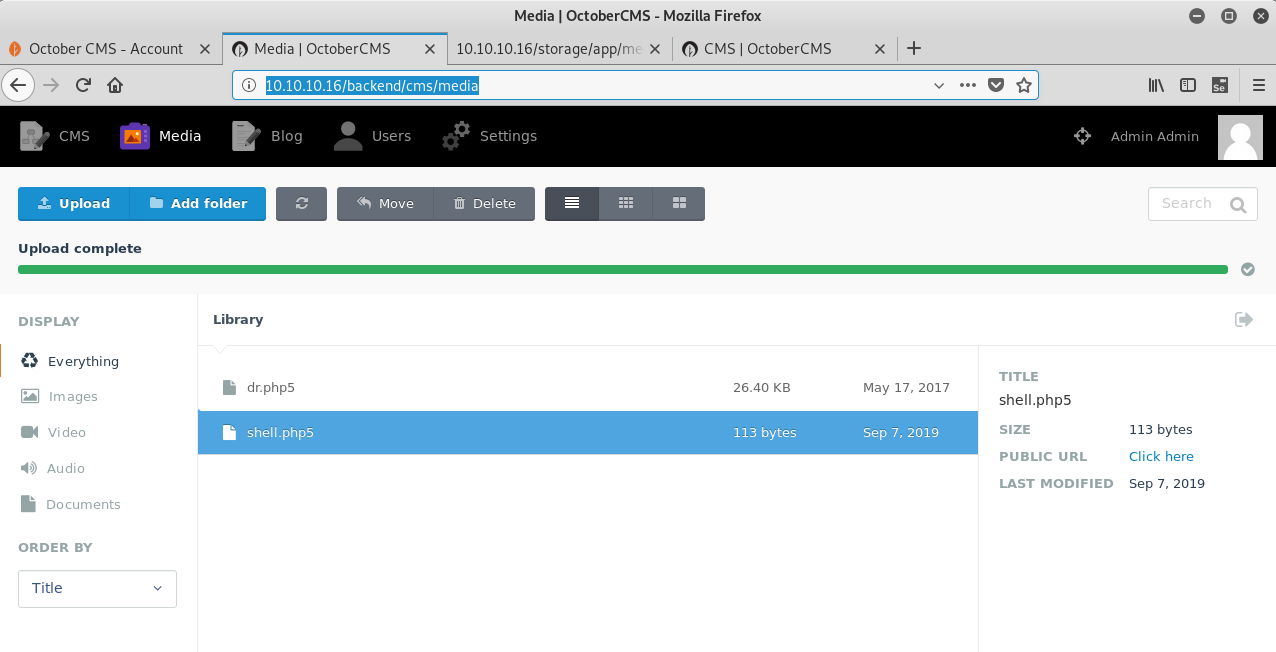 Media | OctoberCMS - Mozilla Firefox
October CMS - Account
Media | OctoberCMS
10.10.10.16/storage/app/me
CMS | OctoberCMS
10.10.10.16/backend/cms/media
Se
CMS
Media
Blog
Users
Settings
Admin Admin
Upload
Add folder
Move
Delete
Search
Upload complete
DISPLAY
Everything
Images
Video
Audio
Documents
ORDER BY
Title
Library
dr.php5 26.40 KB May 17, 2017
shell.php5 113 bytes Sep 7, 2019
TITLE
shell.php5
SIZE 113 bytes
PUBLIC URL Click here
LAST MODIFIED Sep 7, 2019